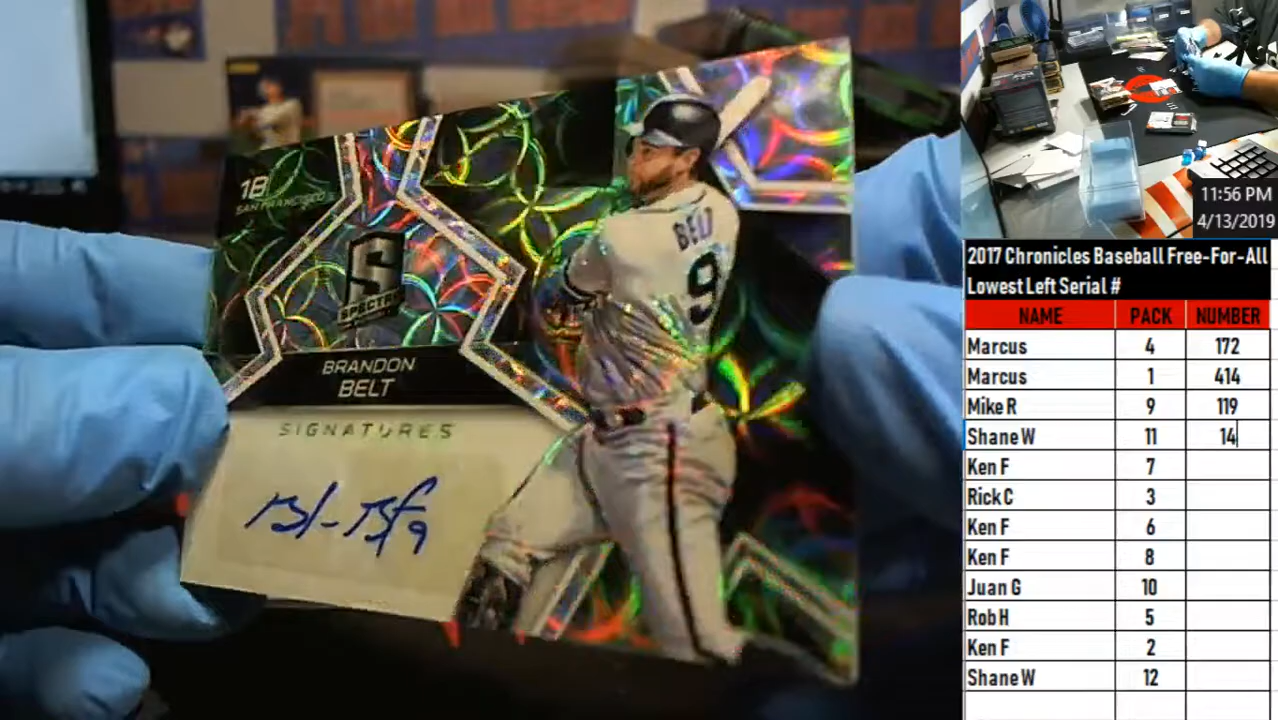 1B
SAN FRANCISCO
S
SPECTRA
BRANDON
BELT
SIGNATURES
BELT
9
11:56 PM
4/13/2019
2017 Chronicles Baseball Free-For-All
Lowest Left Serial #
NAME PACK NUMBER
Marcus 4 172
Marcus 1 414
Mike R 9 119
Shane W 11 14
Ken F 7
Rick C 3
Ken F 6
Ken F 8
Juan G 10
Rob H 5
Ken F 2
Shane W 12